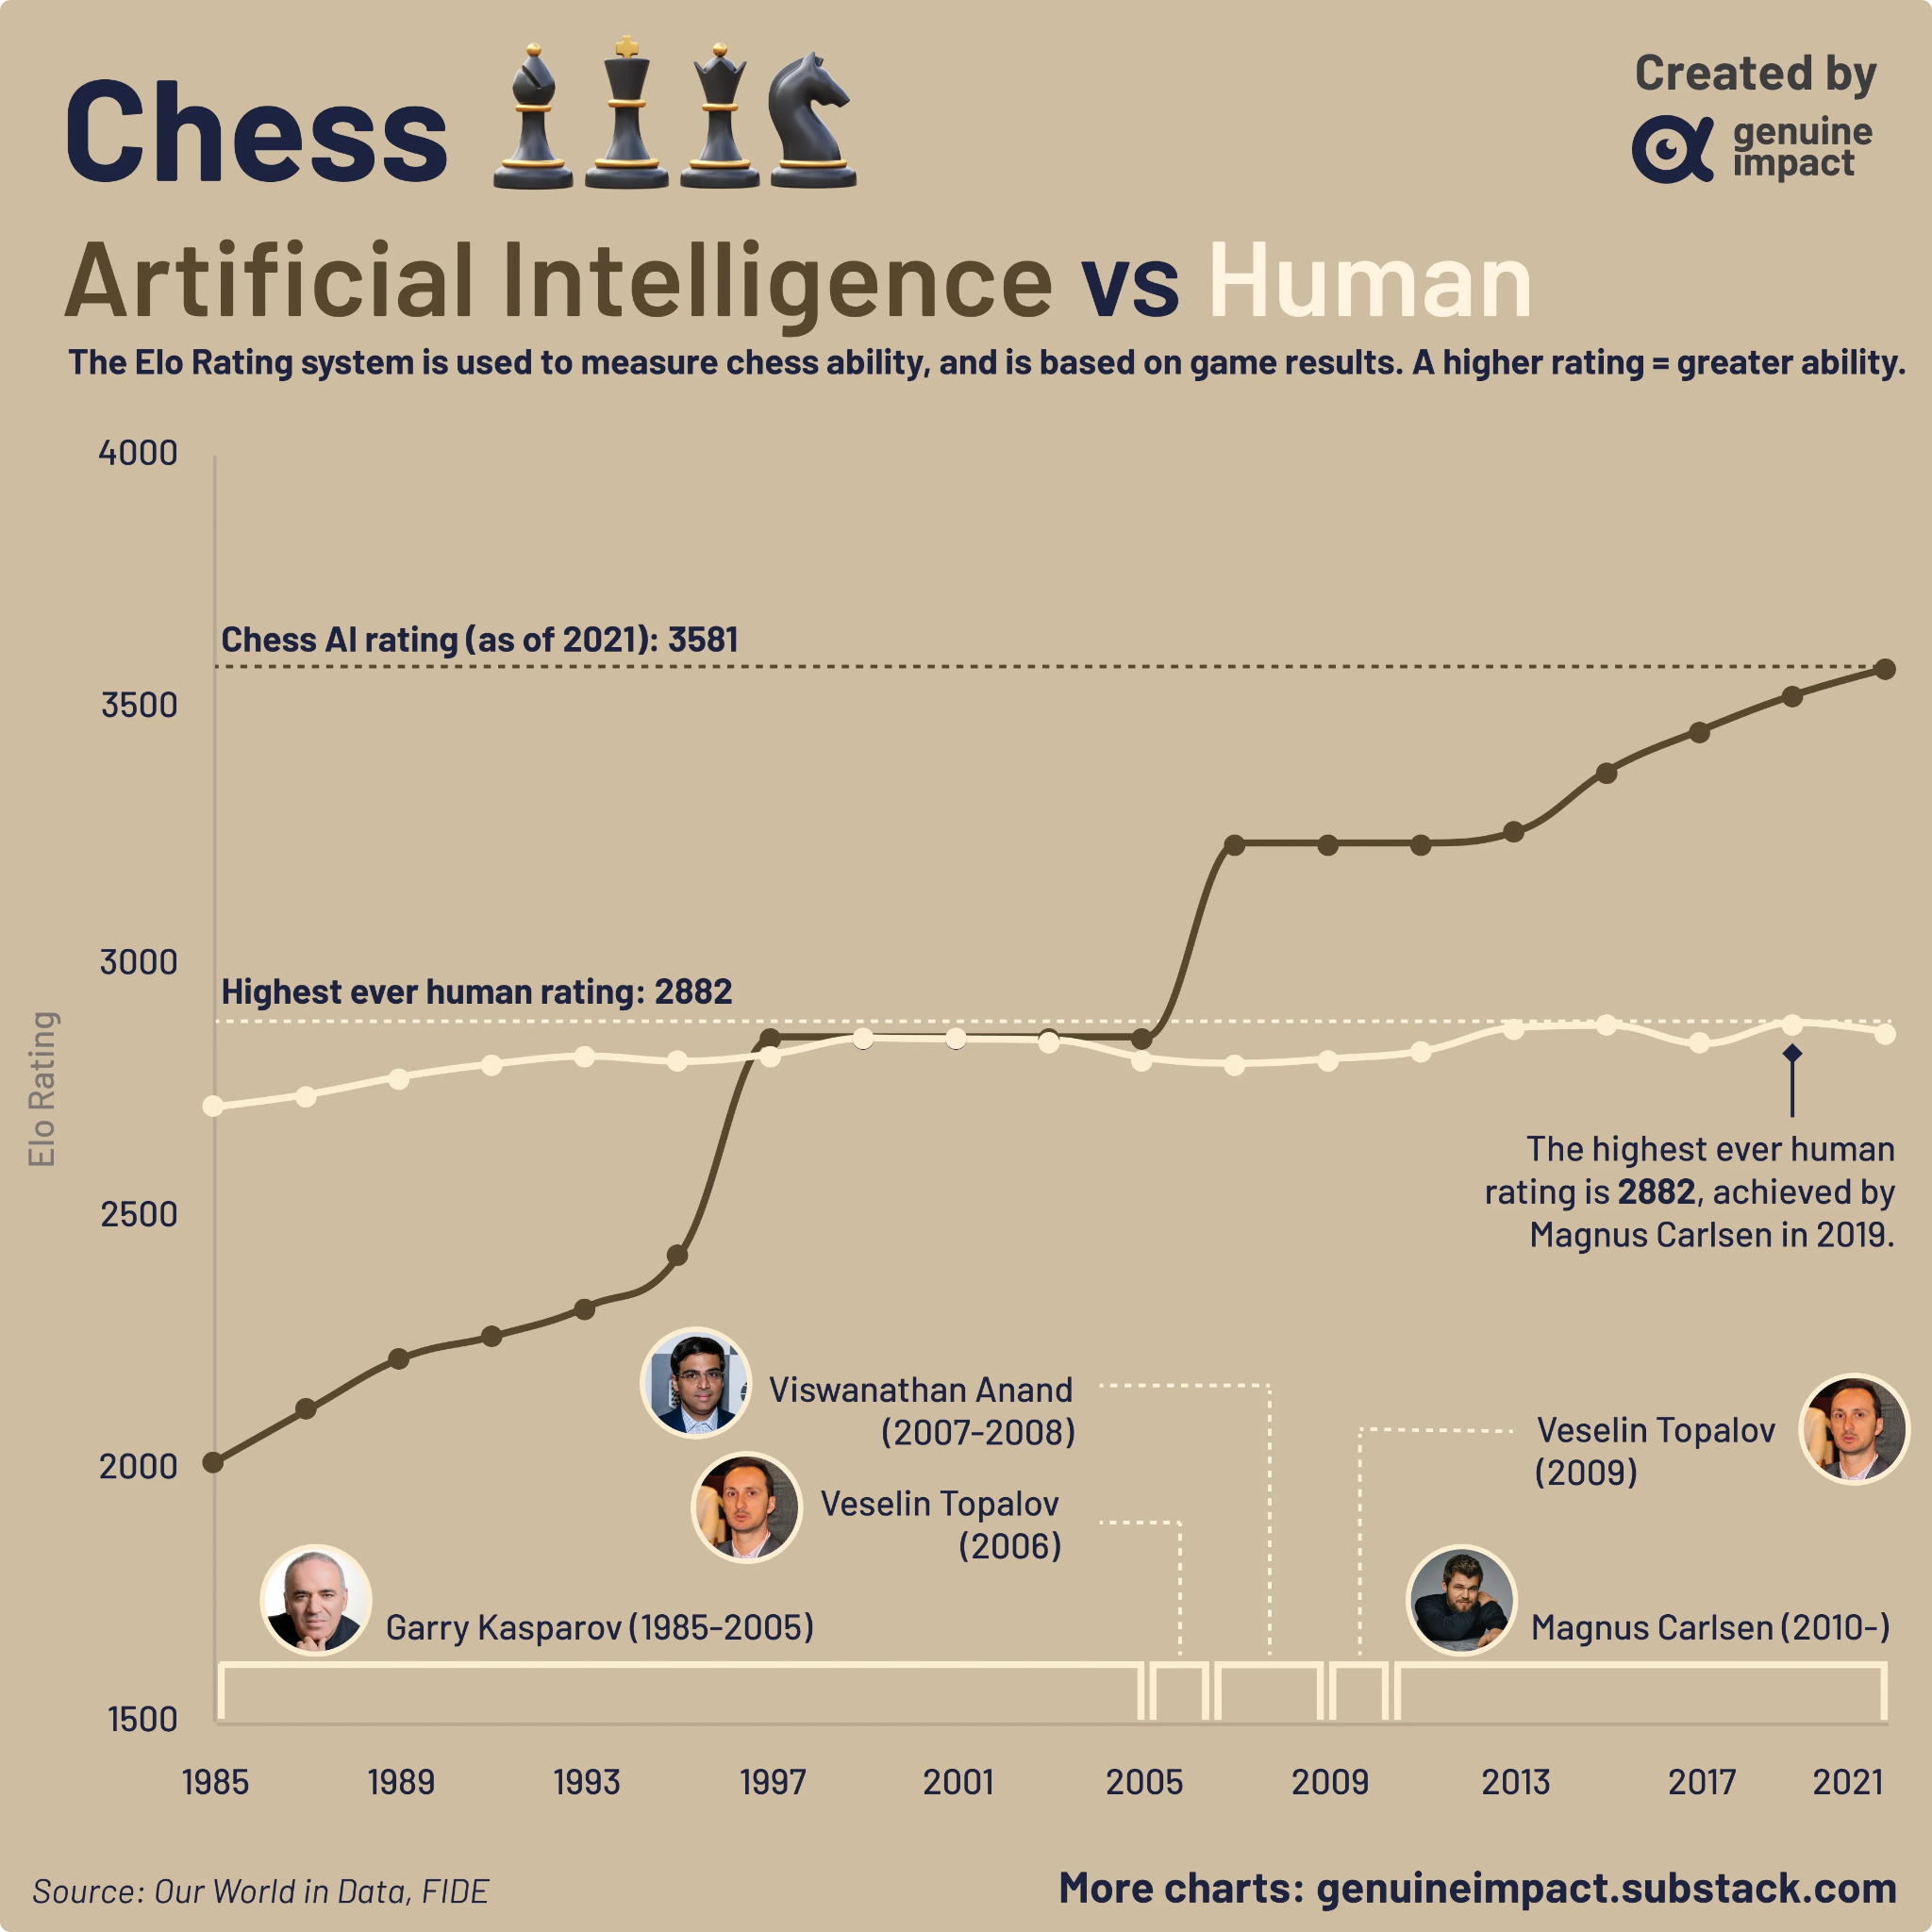 Chess
Created by
genuine
impact
Artificial Intelligence vs Human
The Elo Rating system is used to measure chess ability, and is based on game results. A higher rating = greater ability.
4000
Chess AI rating (as of 2021): 3581
3500
3000
Highest ever human rating: 2882
Elo Rating
The highest ever human
rating is 2882, achieved by
Magnus Carlsen in 2019.
2500
Viswanathan Anand
(2007-2008)
Veselin Topalov
(2009)
2000
Veselin Topalov
(2006)
Garry Kasparov (1985-2005)
Magnus Carlsen (2010-)
1500
1985 1989 1993 1997 2001 2005 2009 2013 2017 2021
Source: Our World in Data, FIDE
More charts: genuineimpact.substack.com